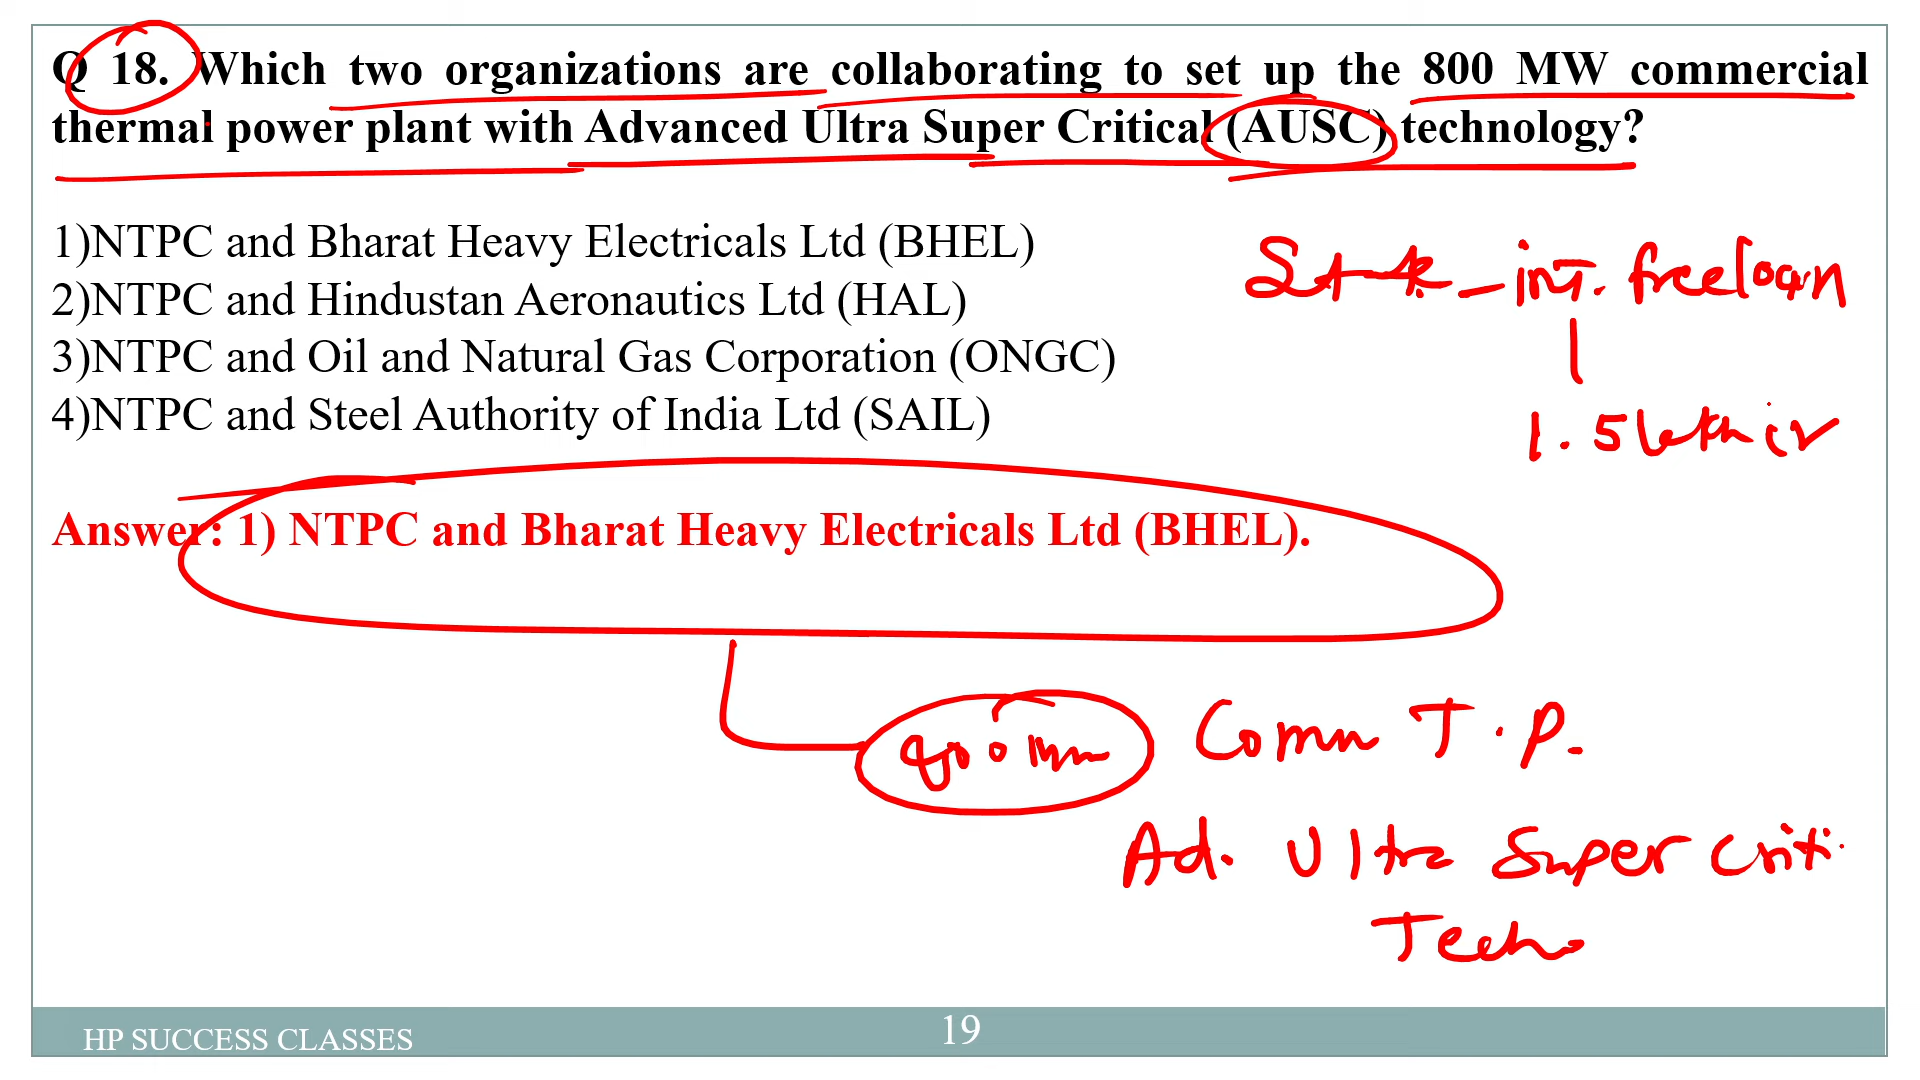 Q 18. Which two organizations are collaborating to set up the 800 MW commercial
thermal power plant with Advanced Ultra Super Critical (AUSC) technology?
1)NTPC and Bharat Heavy Electricals Ltd (BHEL)
2)NTPC and Hindustan Aeronautics Ltd (HAL)
3)NTPC and Oil and Natural Gas Corporation (ONGC)
4)NTPC and Steel Authority of India Ltd (SAIL)
int. free loan
1.5 lakh cr
Answer: 1) NTPC and Bharat Heavy Electricals Ltd (BHEL).
Comm T.P.
Ad. Ultra Super Criti.
Tech
HP SUCCESS CLASSES
19